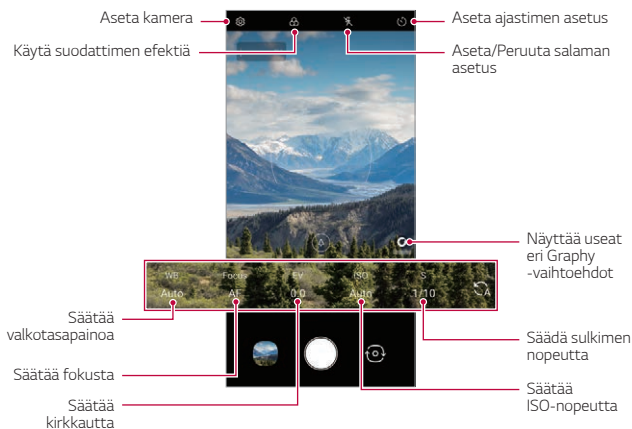 Aseta kamera
Aseta ajastimen asetus
Käytä suodattimen efektiä
Aseta/Peruuta salaman
asetus
Näyttää useat
eri Graphy
-vaihtoehdot
WB Focus EV ISO S
Auto AF 0.0 Auto 1/10 A
Säätää
valkotasapainoa
Säädä sulkimen
nopeutta
Säätää fokusta
Säätää
ISO-nopeutta
Säätää
kirkkautta